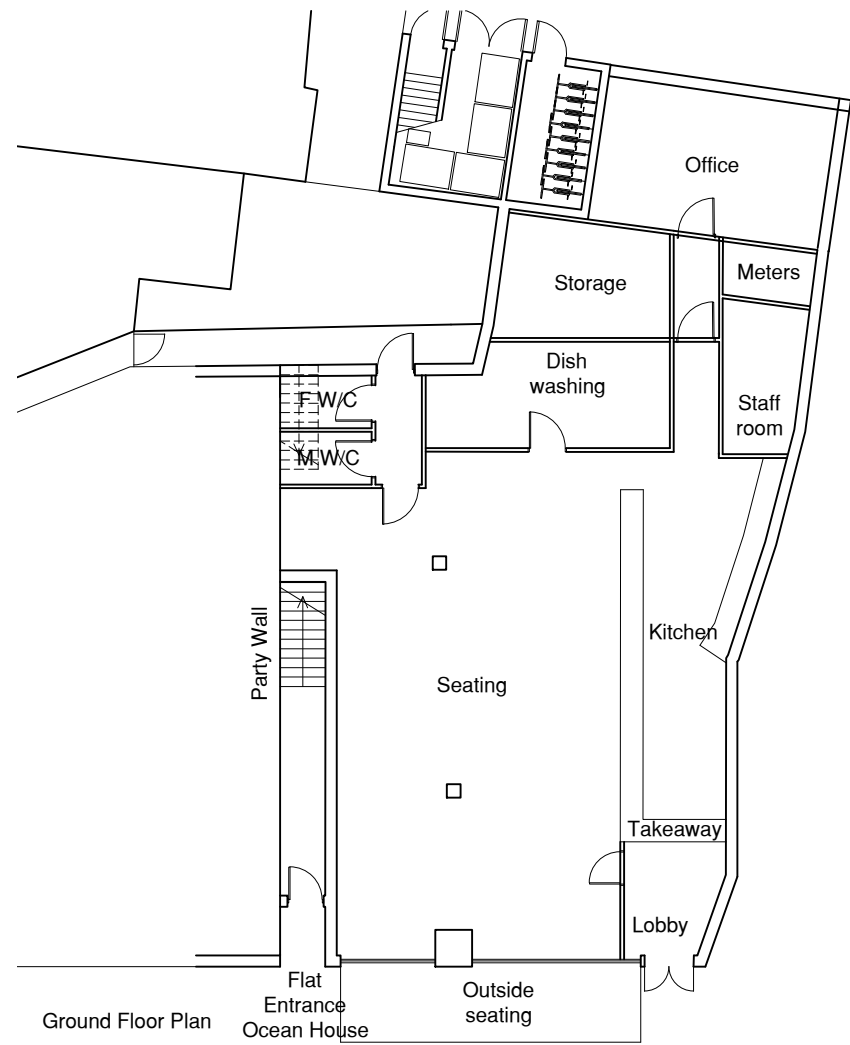 Office
Storage
Meters
Dish
washing
F W/C
Staff
room
M W/C
Party Wall
Kitchen
Seating
Takeaway
Lobby
Flat
Entrance
Ocean House
Outside
seating
Ground Floor Plan